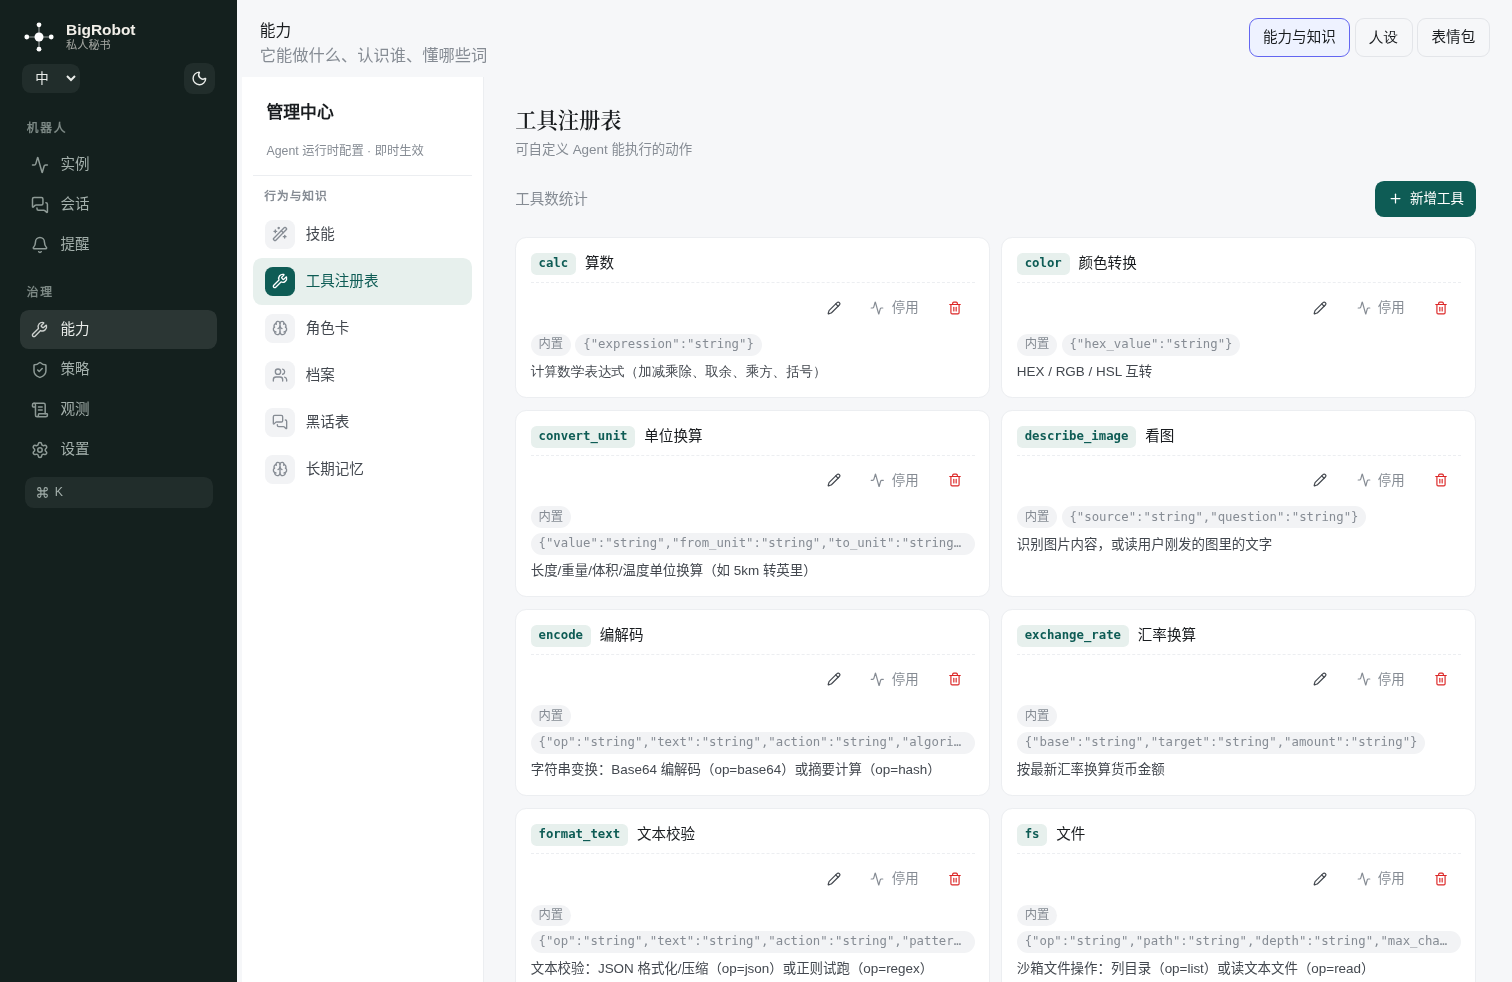 BigRobot
私人秘书
中
机器人
实例
会话
提醒
治理
能力
策略
观测
设置
⌘ K
能力
它能做什么、认识谁、懂哪些词
能力与知识
人设
表情包
管理中心
Agent 运行时配置 · 即时生效
行为与知识
技能
工具注册表
角色卡
档案
黑话表
长期记忆
工具注册表
可自定义 Agent 能执行的动作
工具数统计
新增工具
calc 算数
停用
内置 {"expression":"string"}
计算数学表达式（加减乘除、取余、乘方、括号）
color 颜色转换
停用
内置 {"hex_value":"string"}
HEX / RGB / HSL 互转
convert_unit 单位换算
停用
内置
{"value":"string","from_unit":"string","to_unit":"string…
长度/重量/体积/温度单位换算（如 5km 转英里）
describe_image 看图
停用
内置 {"source":"string","question":"string"}
识别图片内容，或读用户刚发的图里的文字
encode 编解码
停用
内置
{"op":"string","text":"string","action":"string","algori…
字符串变换：Base64 编解码（op=base64）或摘要计算（op=hash）
exchange_rate 汇率换算
停用
内置
{"base":"string","target":"string","amount":"string"}
按最新汇率换算货币金额
format_text 文本校验
停用
内置
{"op":"string","text":"string","action":"string","patter…
文本校验：JSON 格式化/压缩（op=json）或正则试跑（op=regex）
fs 文件
停用
内置
{"op":"string","path":"string","depth":"string","max_cha…
沙箱文件操作：列目录（op=list）或读文本文件（op=read）